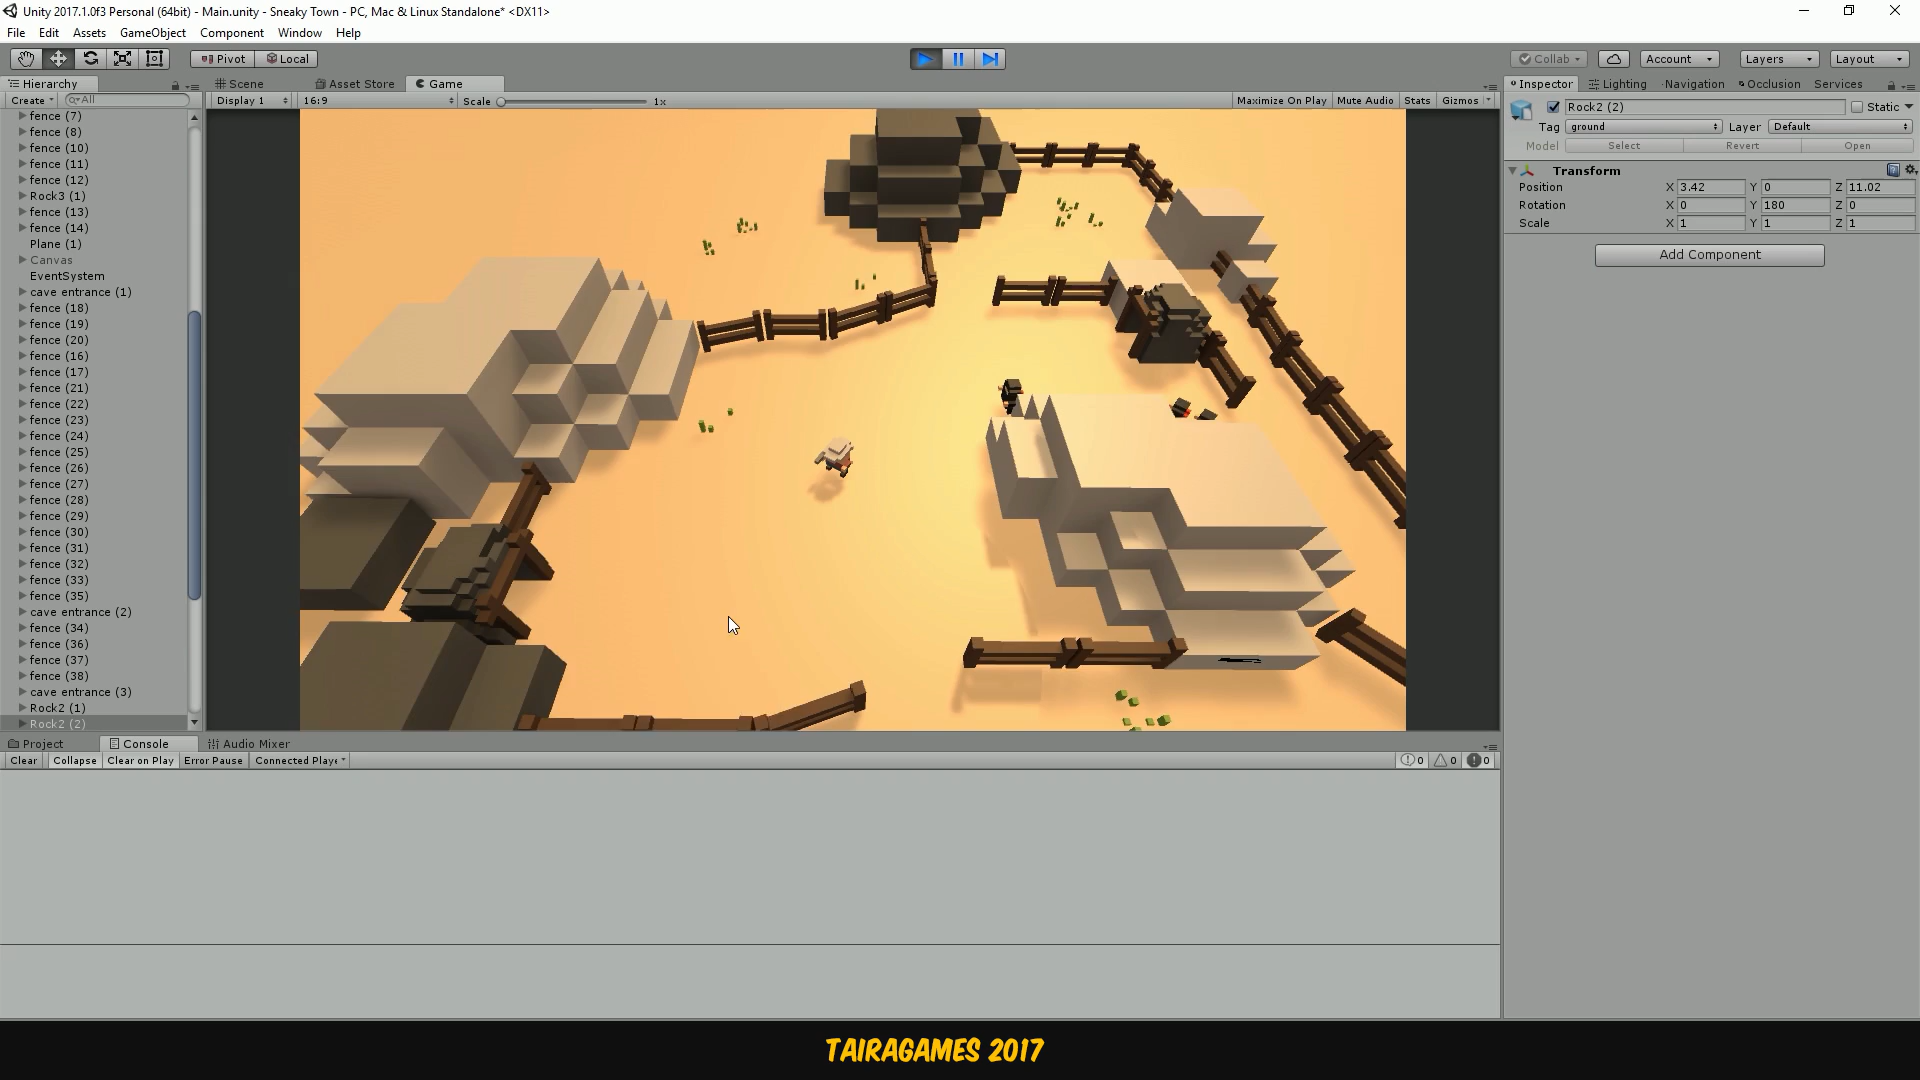 Unity 2017.1.0f3 Personal (64bit) - Main.unity - Sneaky Town - PC, Mac & Linux Standalone* <DX11>
File Edit Assets GameObject Component Window Help
Pivot Local Collab Account Layers Layout
Hierarchy Scene Asset Store Game Inspector Lighting Navigation Occlusion Services
Create All Display 1 16:9 Scale 1x Maximize On Play Mute Audio Stats Gizmos
Rock2 (2) Static
Tag ground Layer Default
Model Select Revert Open
Transform
Position X 3.42 Y 0 Z 11.02
Rotation X 0 Y 180 Z 0
Scale X 1 Y 1 Z 1
Add Component
fence (7)
fence (8)
fence (10)
fence (11)
fence (12)
Rock3 (1)
fence (13)
fence (14)
Plane (1)
Canvas
EventSystem
cave entrance (1)
fence (18)
fence (19)
fence (20)
fence (16)
fence (17)
fence (21)
fence (22)
fence (23)
fence (24)
fence (25)
fence (26)
fence (27)
fence (28)
fence (29)
fence (30)
fence (31)
fence (32)
fence (33)
fence (35)
cave entrance (2)
fence (34)
fence (36)
fence (37)
fence (38)
cave entrance (3)
Rock2 (1)
Rock2 (2)
Project Console Audio Mixer
Clear Collapse Clear on Play Error Pause Connected Playe 0 0 0
TAIRAGAMES 2017